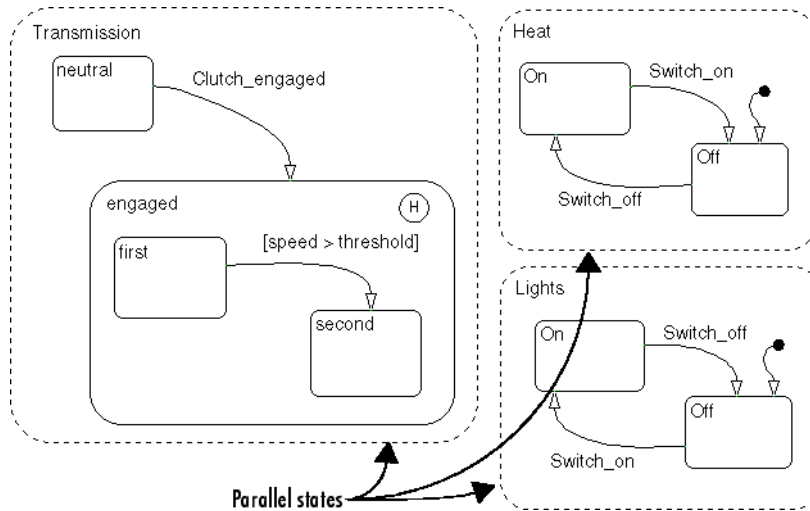 Transmission
neutral
Clutch_engaged
engaged
H
first
[speed > threshold]
second
Heat
On
Switch_on
Off
Switch_off
Lights
On
Switch_off
Off
Switch_on
Parallel states